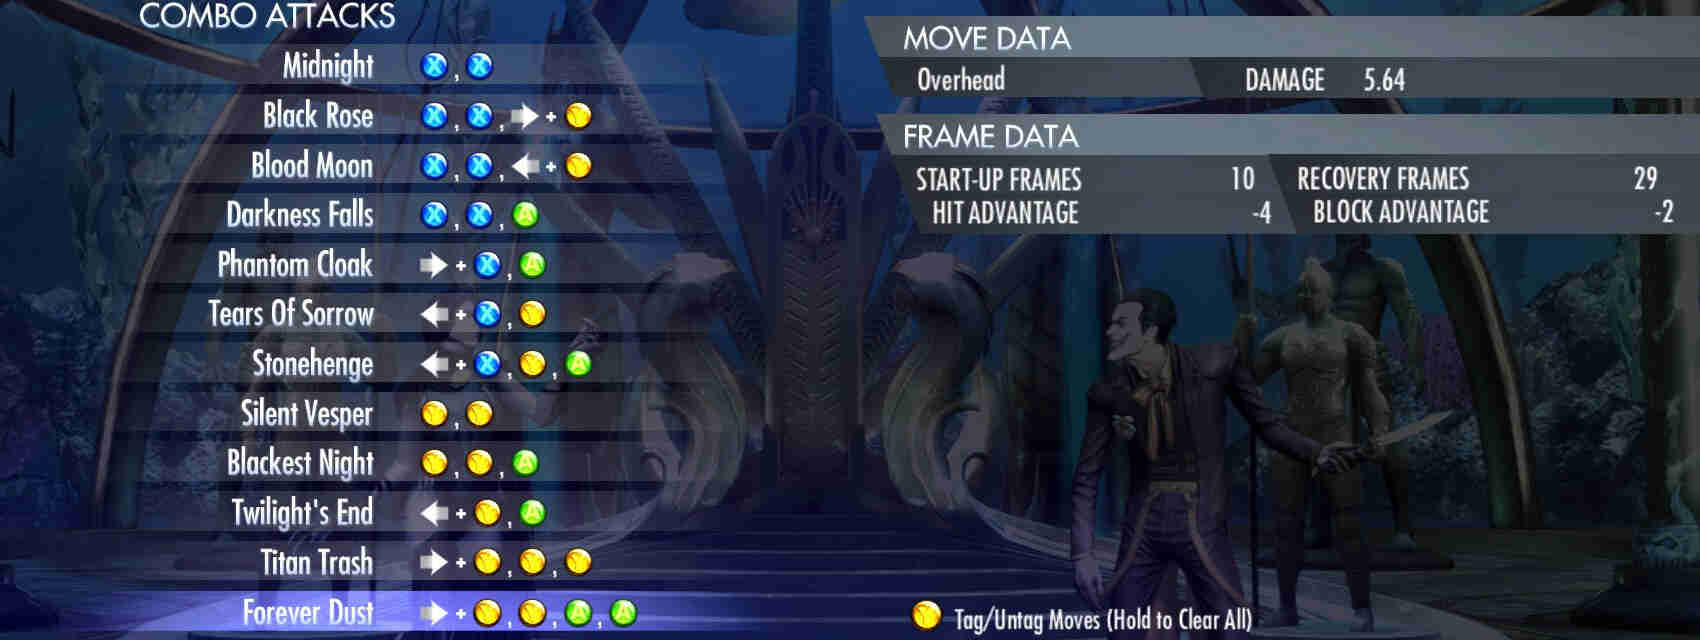 COMBO ATTACKS
Midnight X, X
Black Rose X, X, + Y
Blood Moon X, X, + Y
Darkness Falls X, X, A
Phantom Cloak + X, A
Tears Of Sorrow + X, Y
Stonehenge + X, Y, A
Silent Vesper Y, Y
Blackest Night Y, Y, A
Twilight's End + Y, A
Titan Trash + Y, Y, Y
Forever Dust + Y, Y, A, A
MOVE DATA
Overhead DAMAGE 5.64
FRAME DATA
START-UP FRAMES 10 RECOVERY FRAMES 29
HIT ADVANTAGE -4 BLOCK ADVANTAGE -2
Y Tag/Untag Moves (Hold to Clear All)